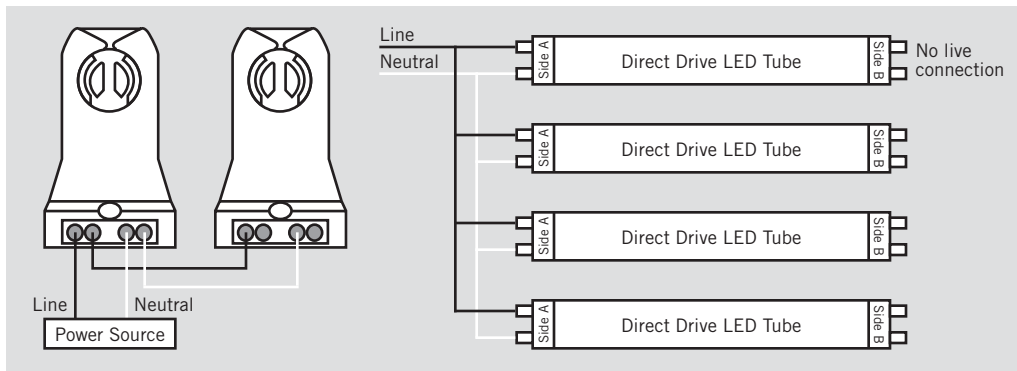 Line
Neutral
Power Source
Line
Neutral
Side A
Direct Drive LED Tube
Side B
No live
connection
Side A
Direct Drive LED Tube
Side B
Side A
Direct Drive LED Tube
Side B
Side A
Direct Drive LED Tube
Side B